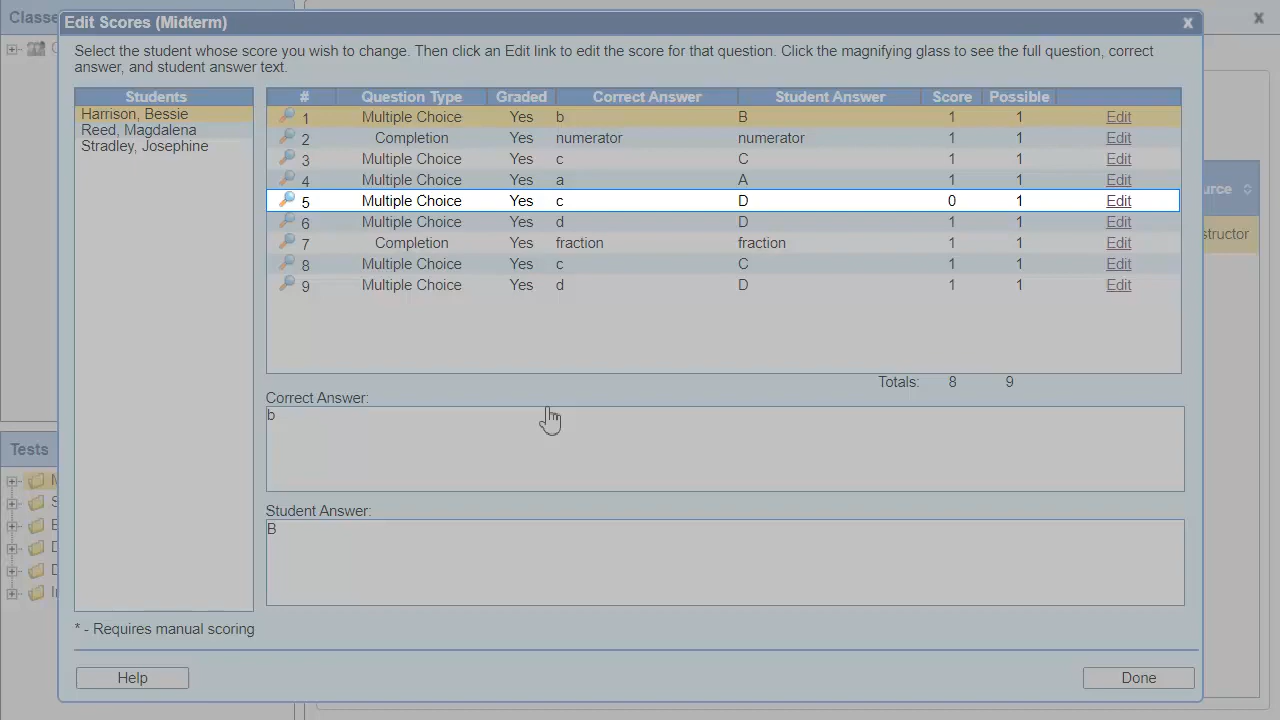 Classe
Edit Scores (Midterm)
x
x
Select the student whose score you wish to change. Then click an Edit link to edit the score for that question. Click the magnifying glass to see the full question, correct
answer, and student answer text.
Students
Harrison, Bessie
Reed, Magdalena
Stradley, Josephine
# Question Type Graded Correct Answer Student Answer Score Possible
1 Multiple Choice Yes b B 1 1 Edit
2 Completion Yes numerator numerator 1 1 Edit
3 Multiple Choice Yes c C 1 1 Edit
4 Multiple Choice Yes a A 1 1 Edit
5 Multiple Choice Yes c D 0 1 Edit
6 Multiple Choice Yes d D 1 1 Edit
7 Completion Yes fraction fraction 1 1 Edit
8 Multiple Choice Yes c C 1 1 Edit
9 Multiple Choice Yes d D 1 1 Edit
Totals: 8 9
urce
structor
Correct Answer:
b
Student Answer:
B
Tests
* - Requires manual scoring
Help
Done